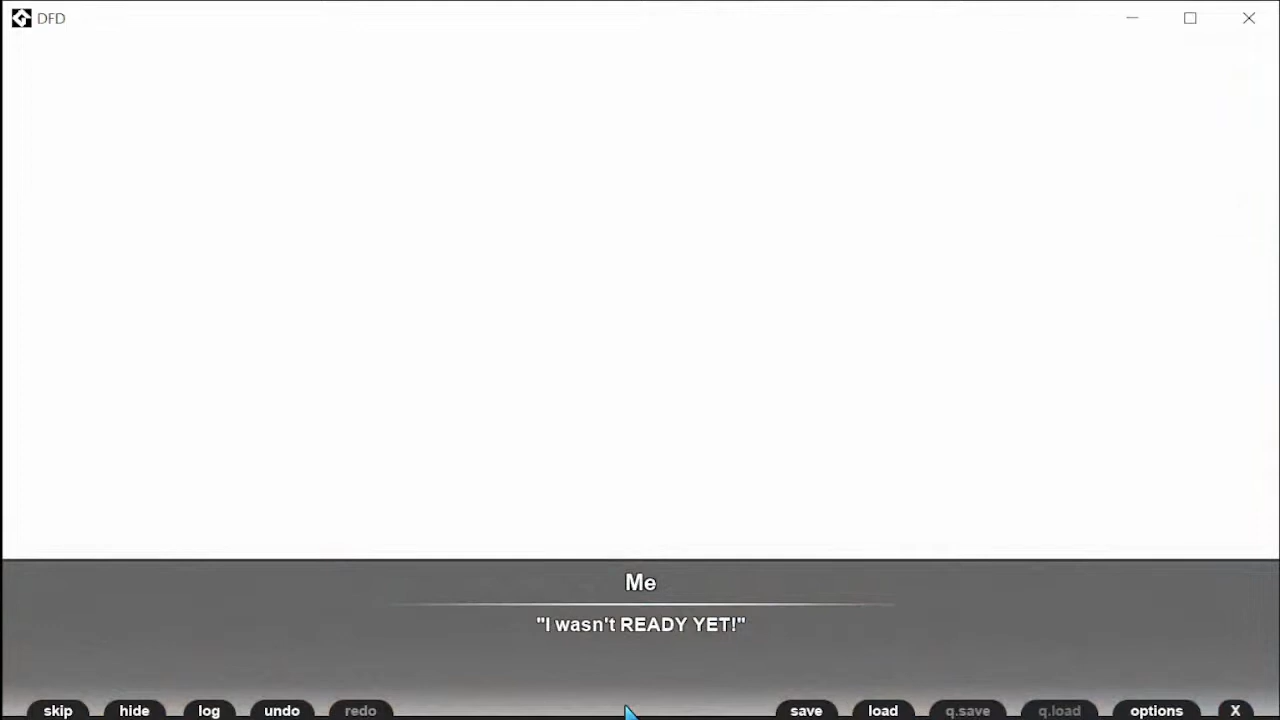 DFD
Me
"I wasn't READY YET!"
skip hide log undo redo save load q.save q.load options X